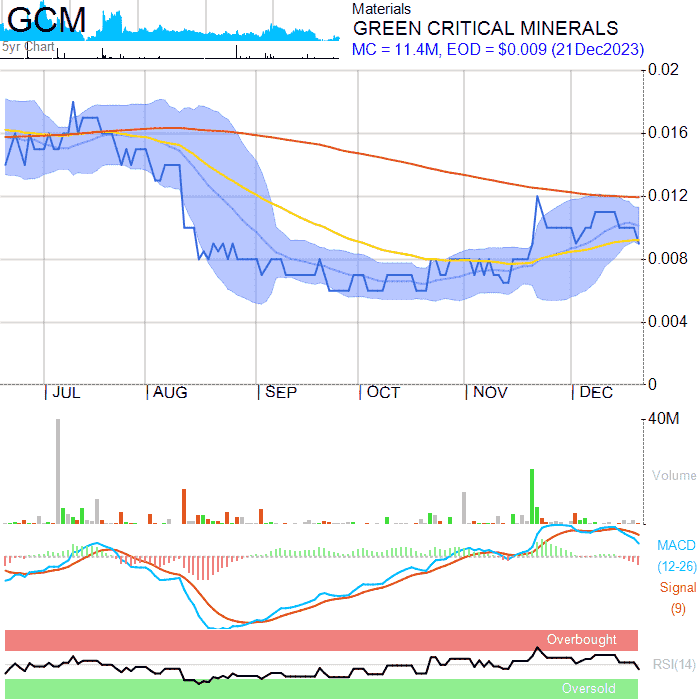 GCM
5yr Chart
Materials
GREEN CRITICAL MINERALS
MC = 11.4M, EOD = $0.009 (21Dec2023)
0.02
0.016
0.012
0.008
0.004
0
JUL AUG SEP OCT NOV DEC
40M
Volume
MACD
(12-26)
Signal
(9)
Overbought
RSI(14)
Oversold